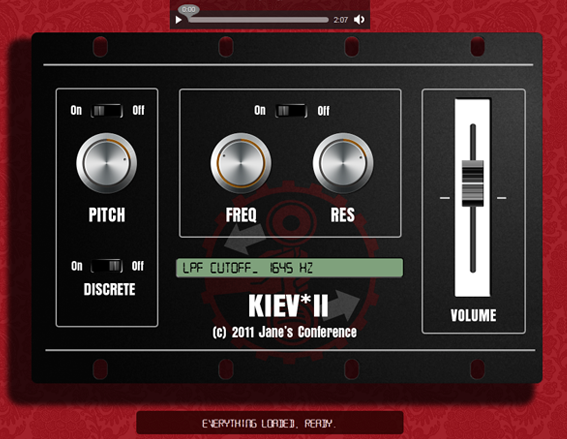 0:00
2:07
On Off
On Off
PITCH
FREQ RES
On Off
DISCRETE
LPF CUTOFF_ 1645 HZ
KIEV*II
(c) 2011 Jane's Conference
VOLUME
EVERYTHING LOADED, READY.